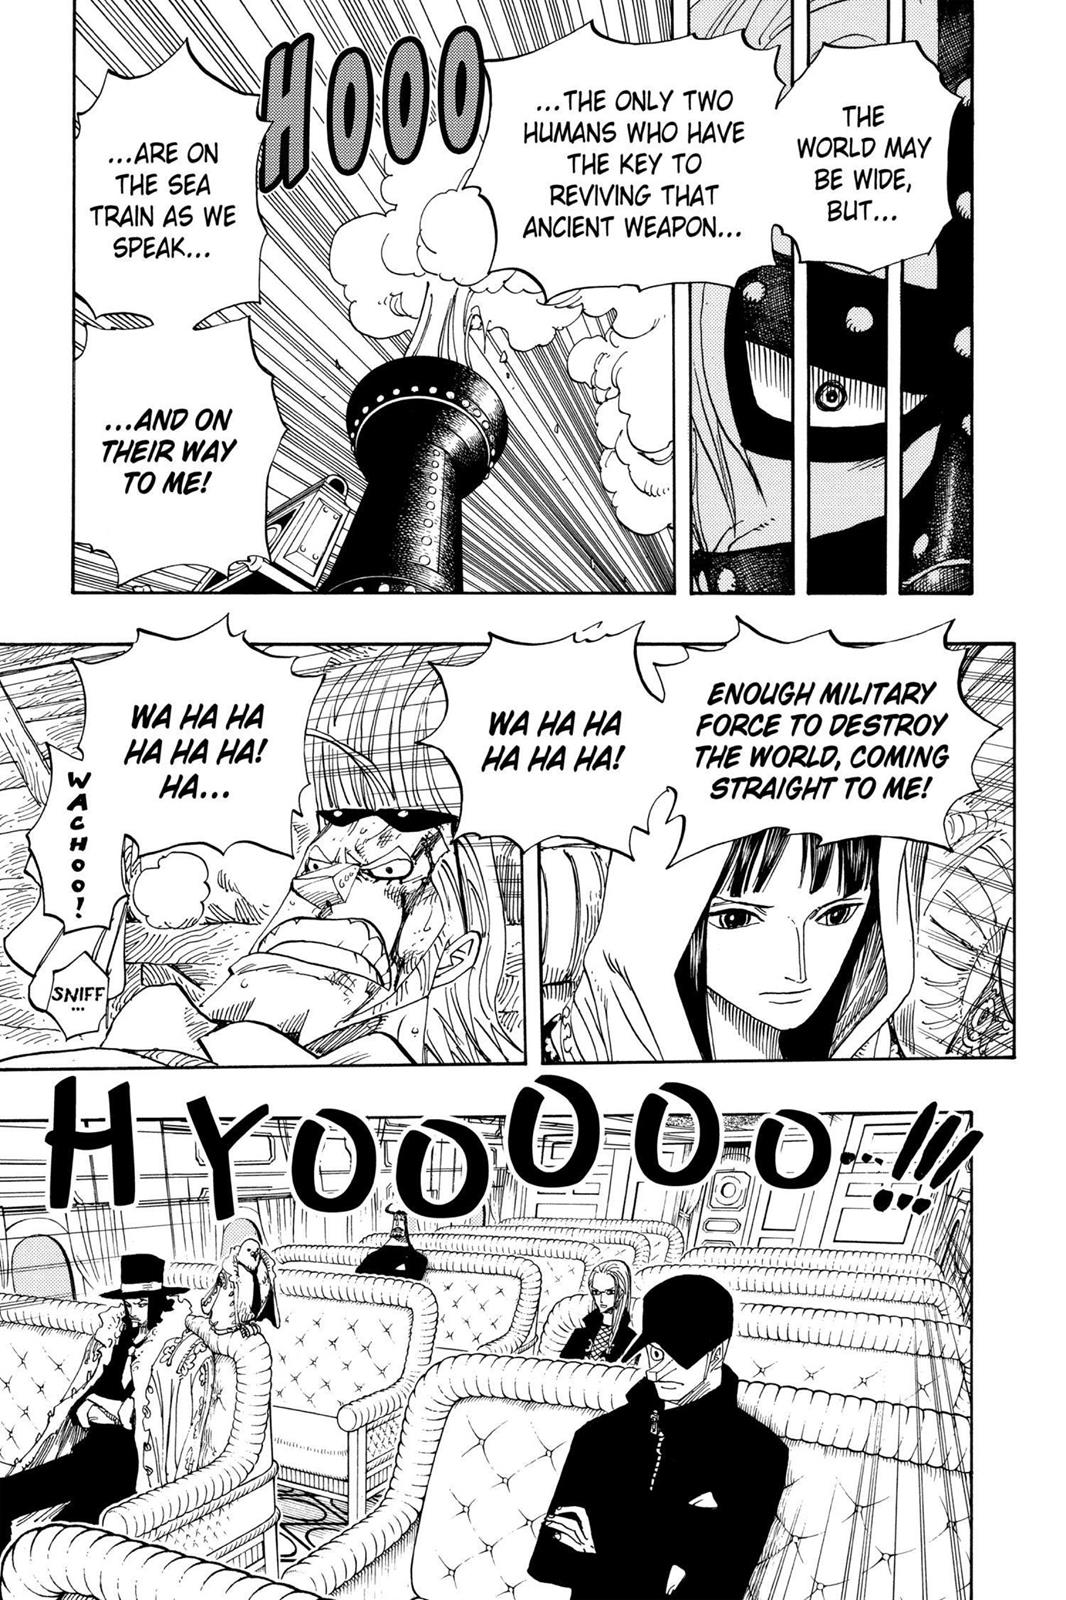 THE
WORLD MAY
BE WIDE,
BUT...
...THE ONLY TWO
HUMANS WHO HAVE
THE KEY TO
REVIVING THAT
ANCIENT WEAPON...
HOOO
...ARE ON
THE SEA
TRAIN AS WE
SPEAK...
...AND ON
THEIR WAY
TO ME!
ENOUGH MILITARY
FORCE TO DESTROY
THE WORLD, COMING
STRAIGHT TO ME!
WA HA HA
HA HA HA!
WA HA HA
HA HA HA!
HA...
WACHOO!
SNIFF
...
HYOOOOO...!!!